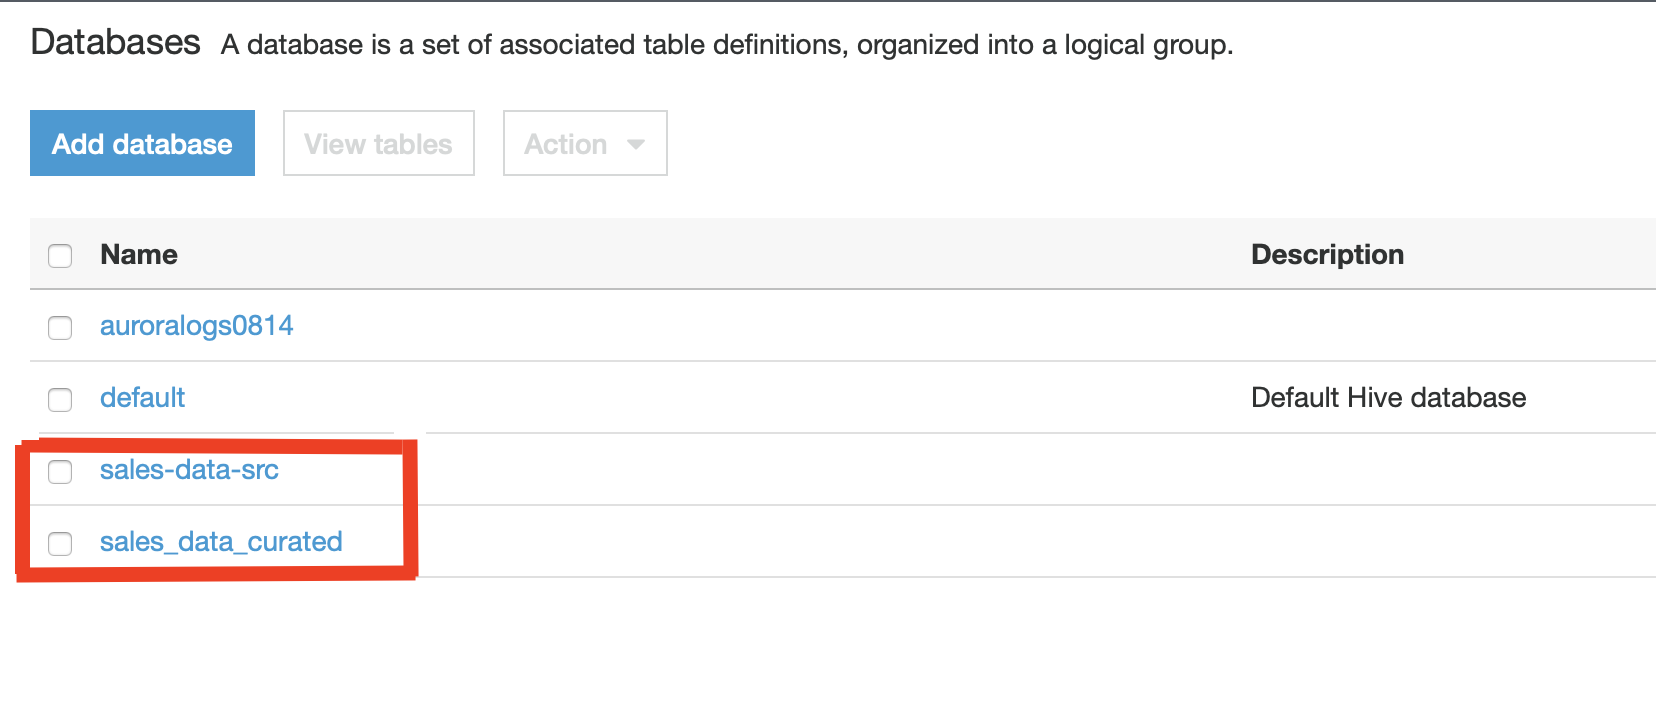 Databases A database is a set of associated table definitions, organized into a logical group.
Add database View tables Action
Name Description
auroralogs0814
default Default Hive database
sales-data-src
sales_data_curated